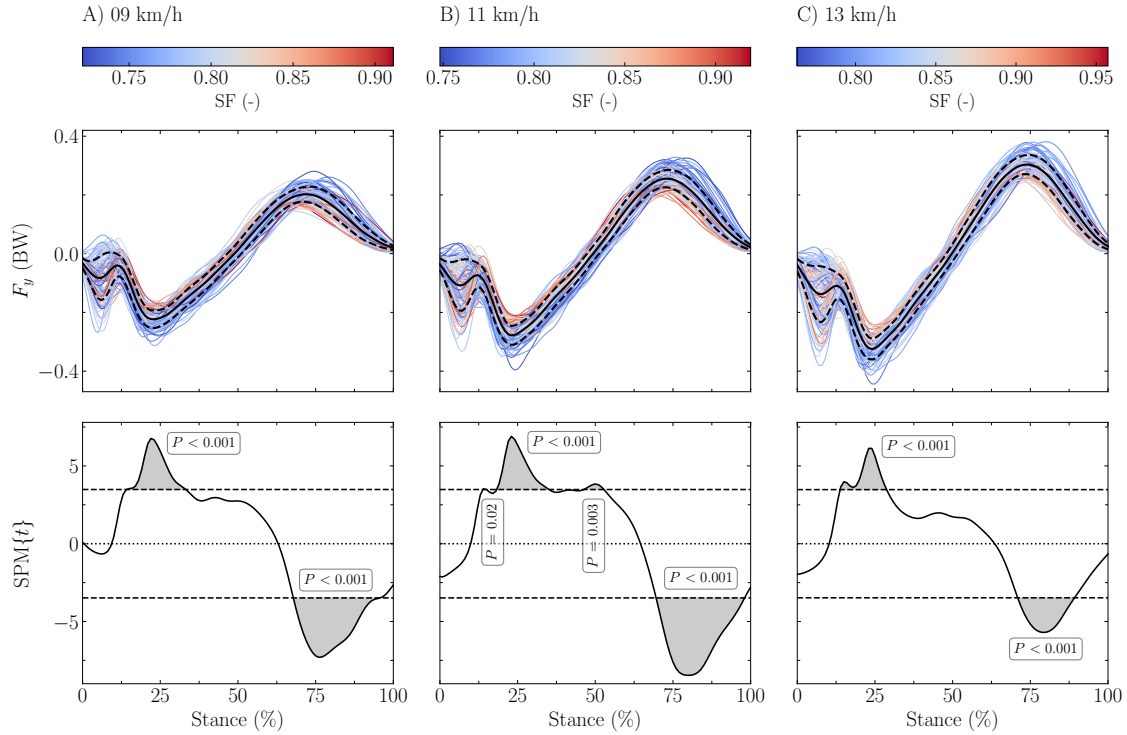 A) 09 km/h
B) 11 km/h
C) 13 km/h
0.75 0.80 0.85 0.90
SF (-)
0.75 0.80 0.85 0.90
SF (-)
0.80 0.85 0.90 0.95
SF (-)
F_y (BW)
0.4
0.0
−0.4
SPM{t}
5
0
−5
P < 0.001
P < 0.001
P = 0.02
P < 0.001
P = 0.003
P < 0.001
P < 0.001
P < 0.001
0 25 50 75 100
Stance (%)
0 25 50 75 100
Stance (%)
0 25 50 75 100
Stance (%)